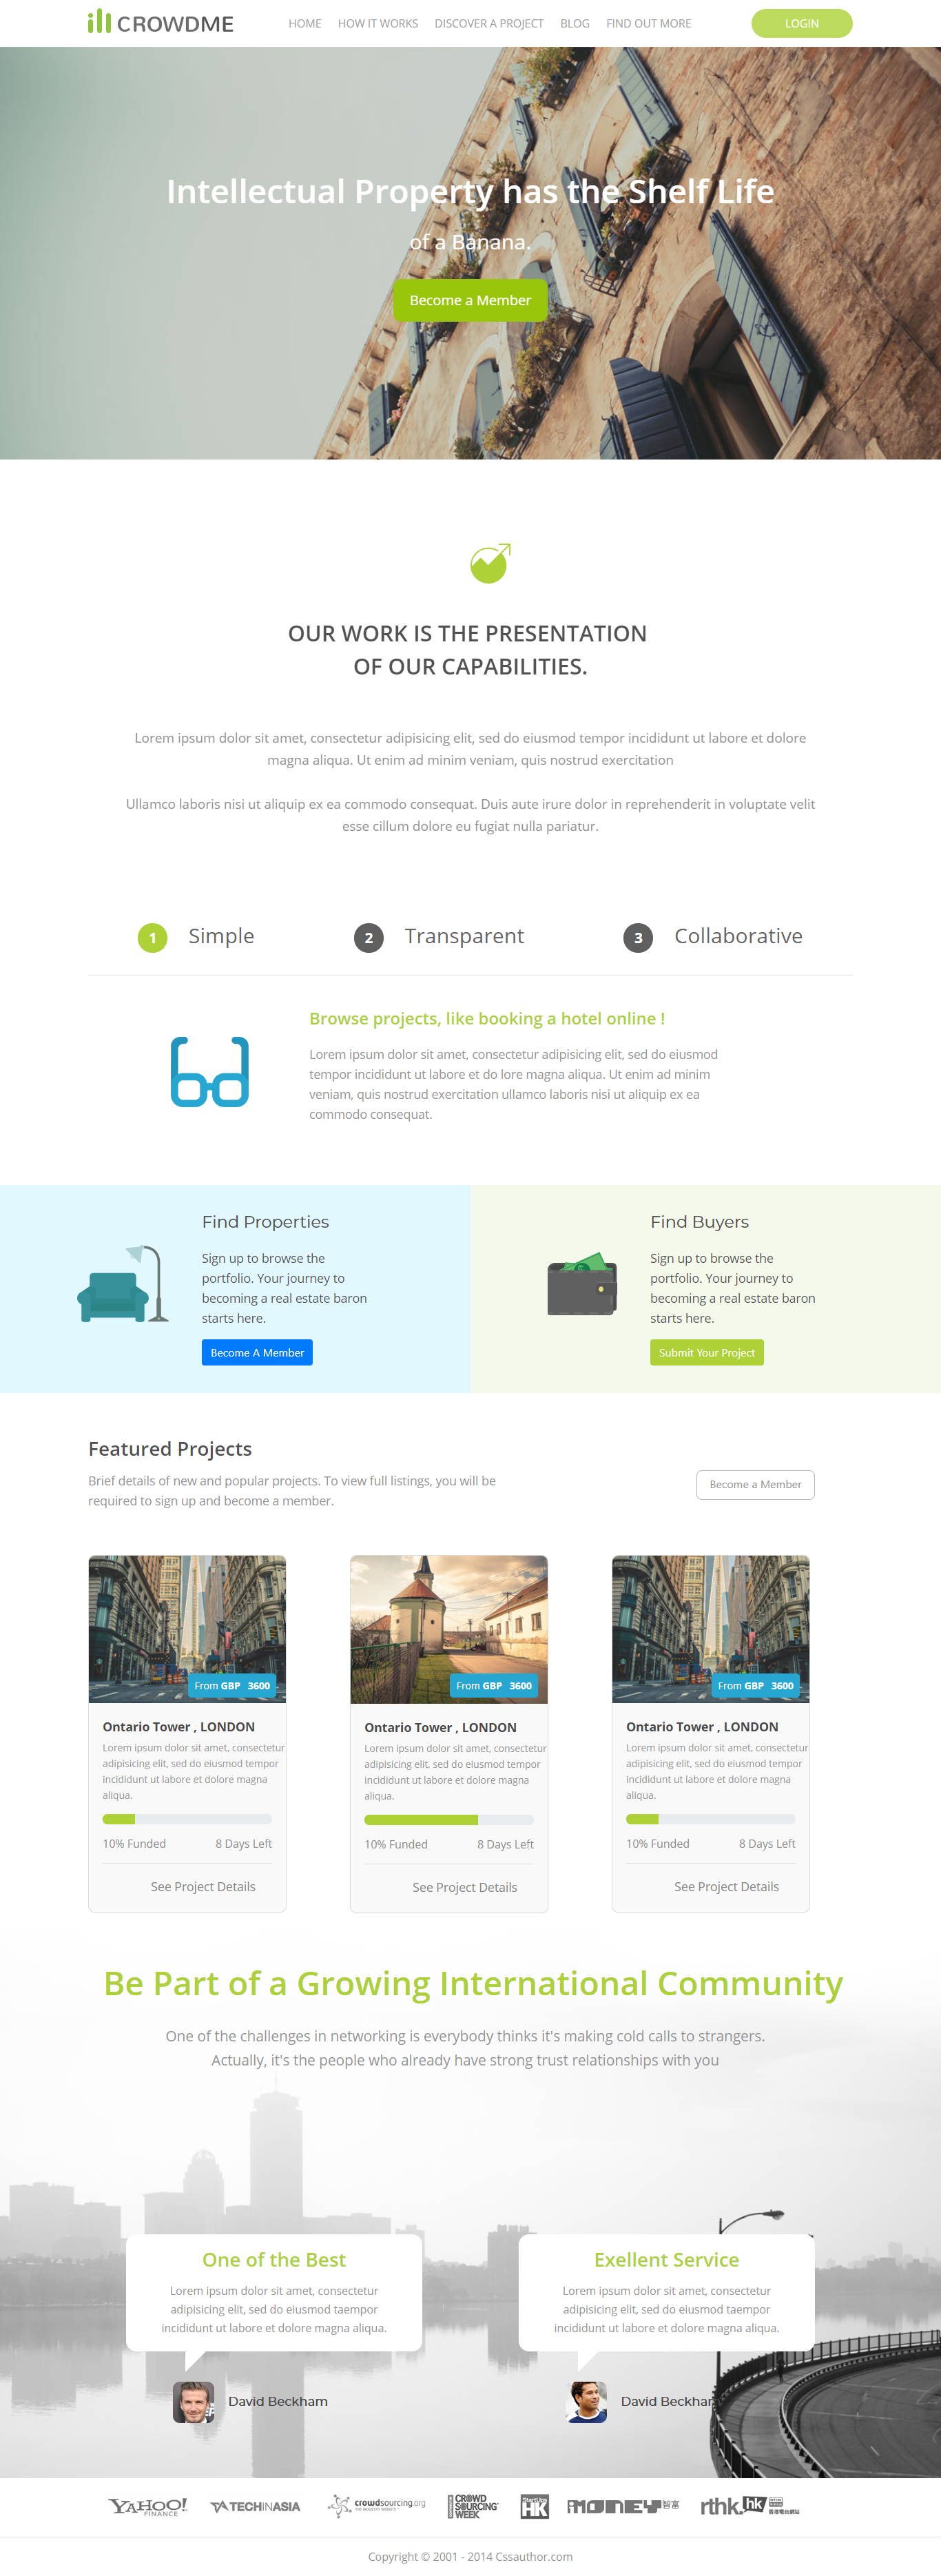 CROWDME
HOME HOW IT WORKS DISCOVER A PROJECT BLOG FIND OUT MORE
LOGIN
Intellectual Property has the Shelf Life
of a Banana.
Become a Member
OUR WORK IS THE PRESENTATION
OF OUR CAPABILITIES.
Lorem ipsum dolor sit amet, consectetur adipisicing elit, sed do eiusmod tempor incididunt ut labore et dolore
magna aliqua. Ut enim ad minim veniam, quis nostrud exercitation
Ullamco laboris nisi ut aliquip ex ea commodo consequat. Duis aute irure dolor in reprehenderit in voluptate velit
esse cillum dolore eu fugiat nulla pariatur.
1 Simple
2 Transparent
3 Collaborative
Browse projects, like booking a hotel online !
Lorem ipsum dolor sit amet, consectetur adipisicing elit, sed do eiusmod
tempor incididunt ut labore et do lore magna aliqua. Ut enim ad minim
veniam, quis nostrud exercitation ullamco laboris nisi ut aliquip ex ea
commodo consequat.
Find Properties
Sign up to browse the
portfolio. Your journey to
becoming a real estate baron
starts here.
Become A Member
Find Buyers
Sign up to browse the
portfolio. Your journey to
becoming a real estate baron
starts here.
Submit Your Project
Featured Projects
Brief details of new and popular projects. To view full listings, you will be
required to sign up and become a member.
Become a Member
From GBP 3600
Ontario Tower , LONDON
Lorem ipsum dolor sit amet, consectetur
adipisicing elit, sed do eiusmod tempor
incididunt ut labore et dolore magna
aliqua.
10% Funded 8 Days Left
See Project Details
From GBP 3600
Ontario Tower , LONDON
Lorem ipsum dolor sit amet, consectetur
adipisicing elit, sed do eiusmod tempor
incididunt ut labore et dolore magna
aliqua.
10% Funded 8 Days Left
See Project Details
From GBP 3600
Ontario Tower , LONDON
Lorem ipsum dolor sit amet, consectetur
adipisicing elit, sed do eiusmod tempor
incididunt ut labore et dolore magna
aliqua.
10% Funded 8 Days Left
See Project Details
Be Part of a Growing International Community
One of the challenges in networking is everybody thinks it's making cold calls to strangers.
Actually, it's the people who already have strong trust relationships with you
One of the Best
Lorem ipsum dolor sit amet, consectetur
adipisicing elit, sed do eiusmod taempor
incididunt ut labore et dolore magna aliqua.
David Beckham
Exellent Service
Lorem ipsum dolor sit amet, consectetur
adipisicing elit, sed do eiusmod taempor
incididunt ut labore et dolore magna aliqua.
David Beckham
YAHOO!
FINANCE
TECHINASIA
crowdsourcing.org
THE INDUSTRY WEBSITE
CROWD
SOURCING
WEEK
StartUp
HK
iMONEY智富
rthk.hk
香港電台網站
Copyright © 2001 - 2014 Cssauthor.com